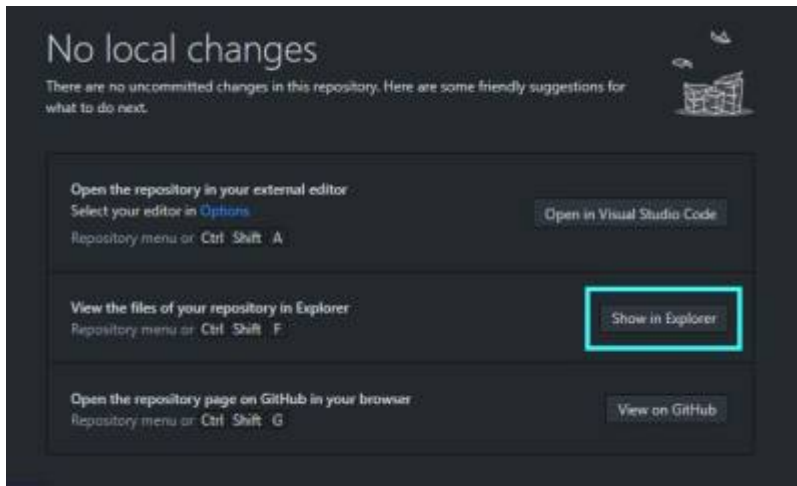 No local changes
There are no uncommitted changes in this repository. Here are some friendly suggestions for
what to do next.
Open the repository in your external editor
Select your editor in Options
Repository menu or Ctrl Shift A
Open in Visual Studio Code
View the files of your repository in Explorer
Repository menu or Ctrl Shift F
Show in Explorer
Open the repository page on GitHub in your browser
Repository menu or Ctrl Shift G
View on GitHub